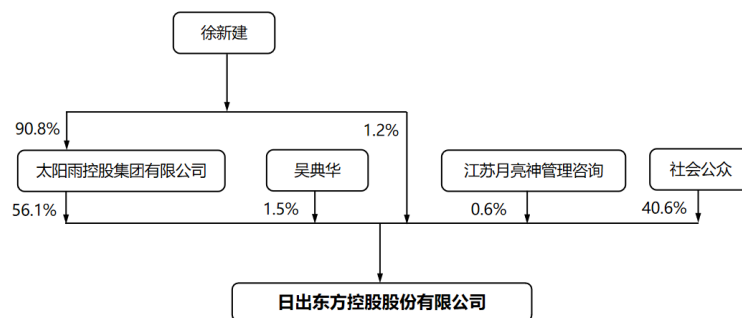 徐新建
90.8%
1.2%
太阳雨控股集团有限公司
吴典华
江苏月亮神管理咨询
社会公众
56.1%
1.5%
0.6%
40.6%
日出东方控股股份有限公司